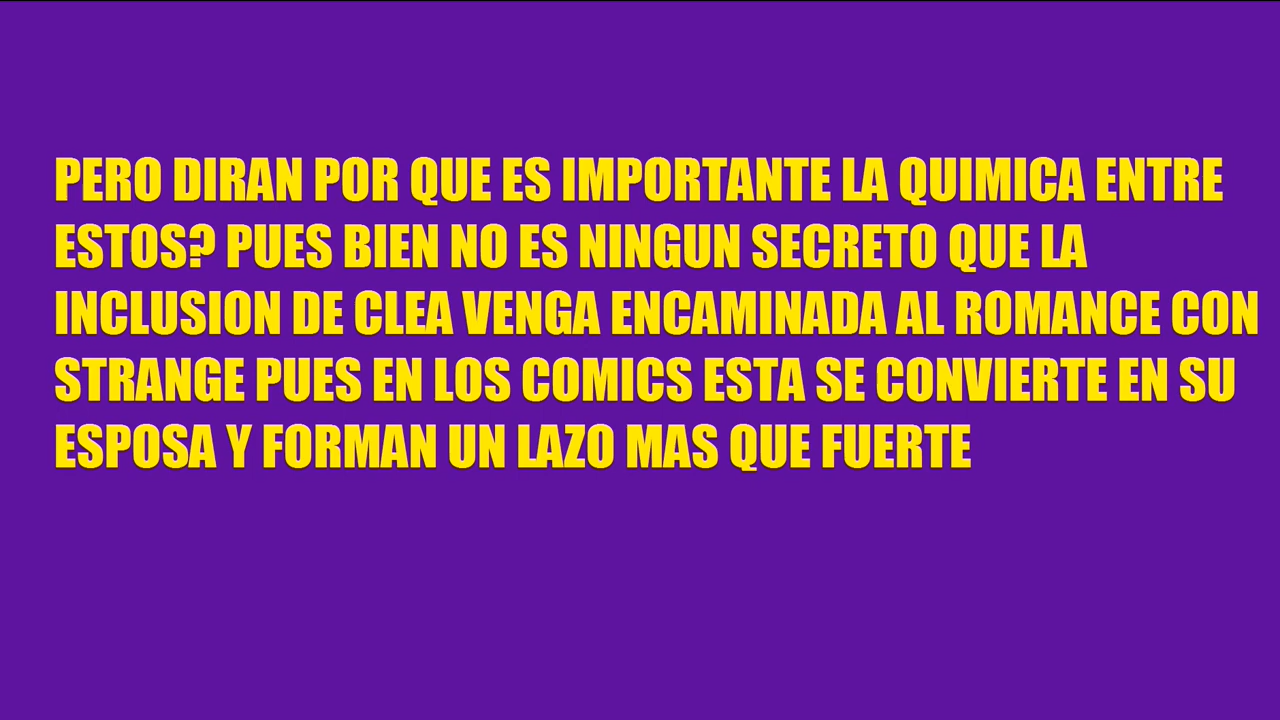 PERO DIRAN POR QUE ES IMPORTANTE LA QUIMICA ENTRE
ESTOS? PUES BIEN NO ES NINGUN SECRETO QUE LA
INCLUSION DE CLEA VENGA ENCAMINADA AL ROMANCE CON
STRANGE PUES EN LOS COMICS ESTA SE CONVIERTE EN SU
ESPOSA Y FORMAN UN LAZO MAS QUE FUERTE